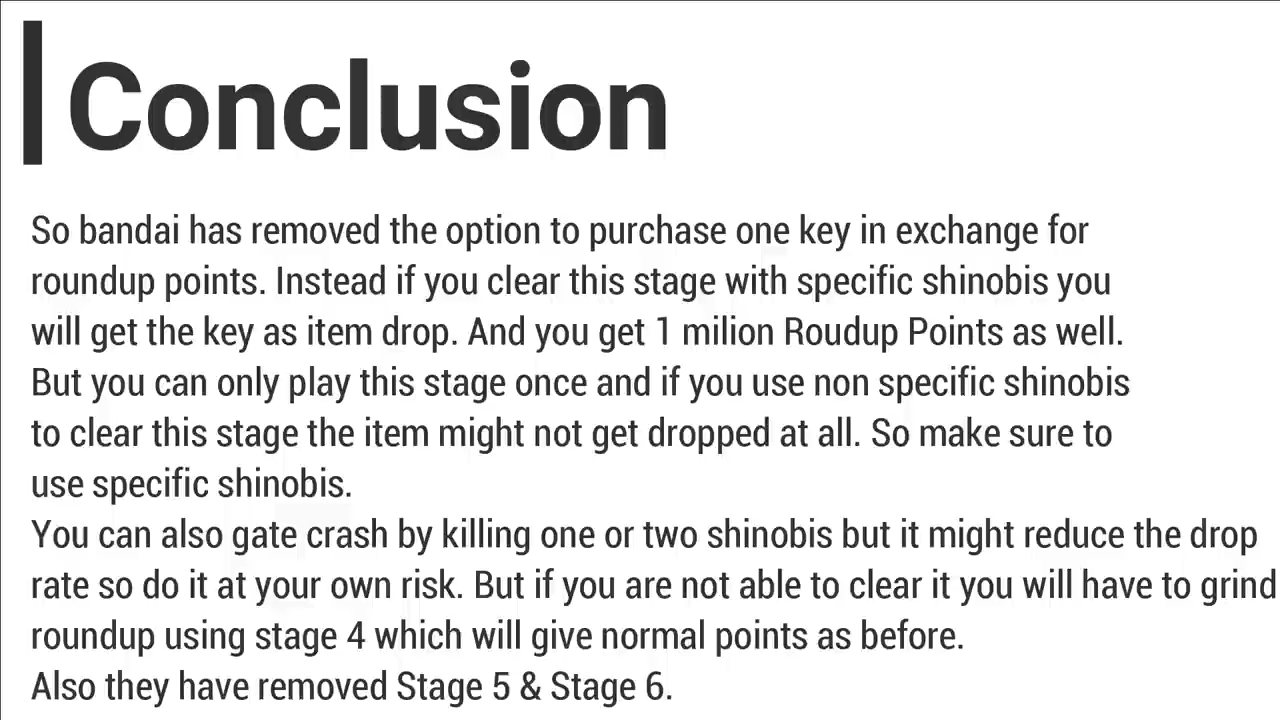 Conclusion
So bandai has removed the option to purchase one key in exchange for
roundup points. Instead if you clear this stage with specific shinobis you
will get the key as item drop. And you get 1 milion Roudup Points as well.
But you can only play this stage once and if you use non specific shinobis
to clear this stage the item might not get dropped at all. So make sure to
use specific shinobis.
You can also gate crash by killing one or two shinobis but it might reduce the drop
rate so do it at your own risk. But if you are not able to clear it you will have to grind
roundup using stage 4 which will give normal points as before.
Also they have removed Stage 5 & Stage 6.